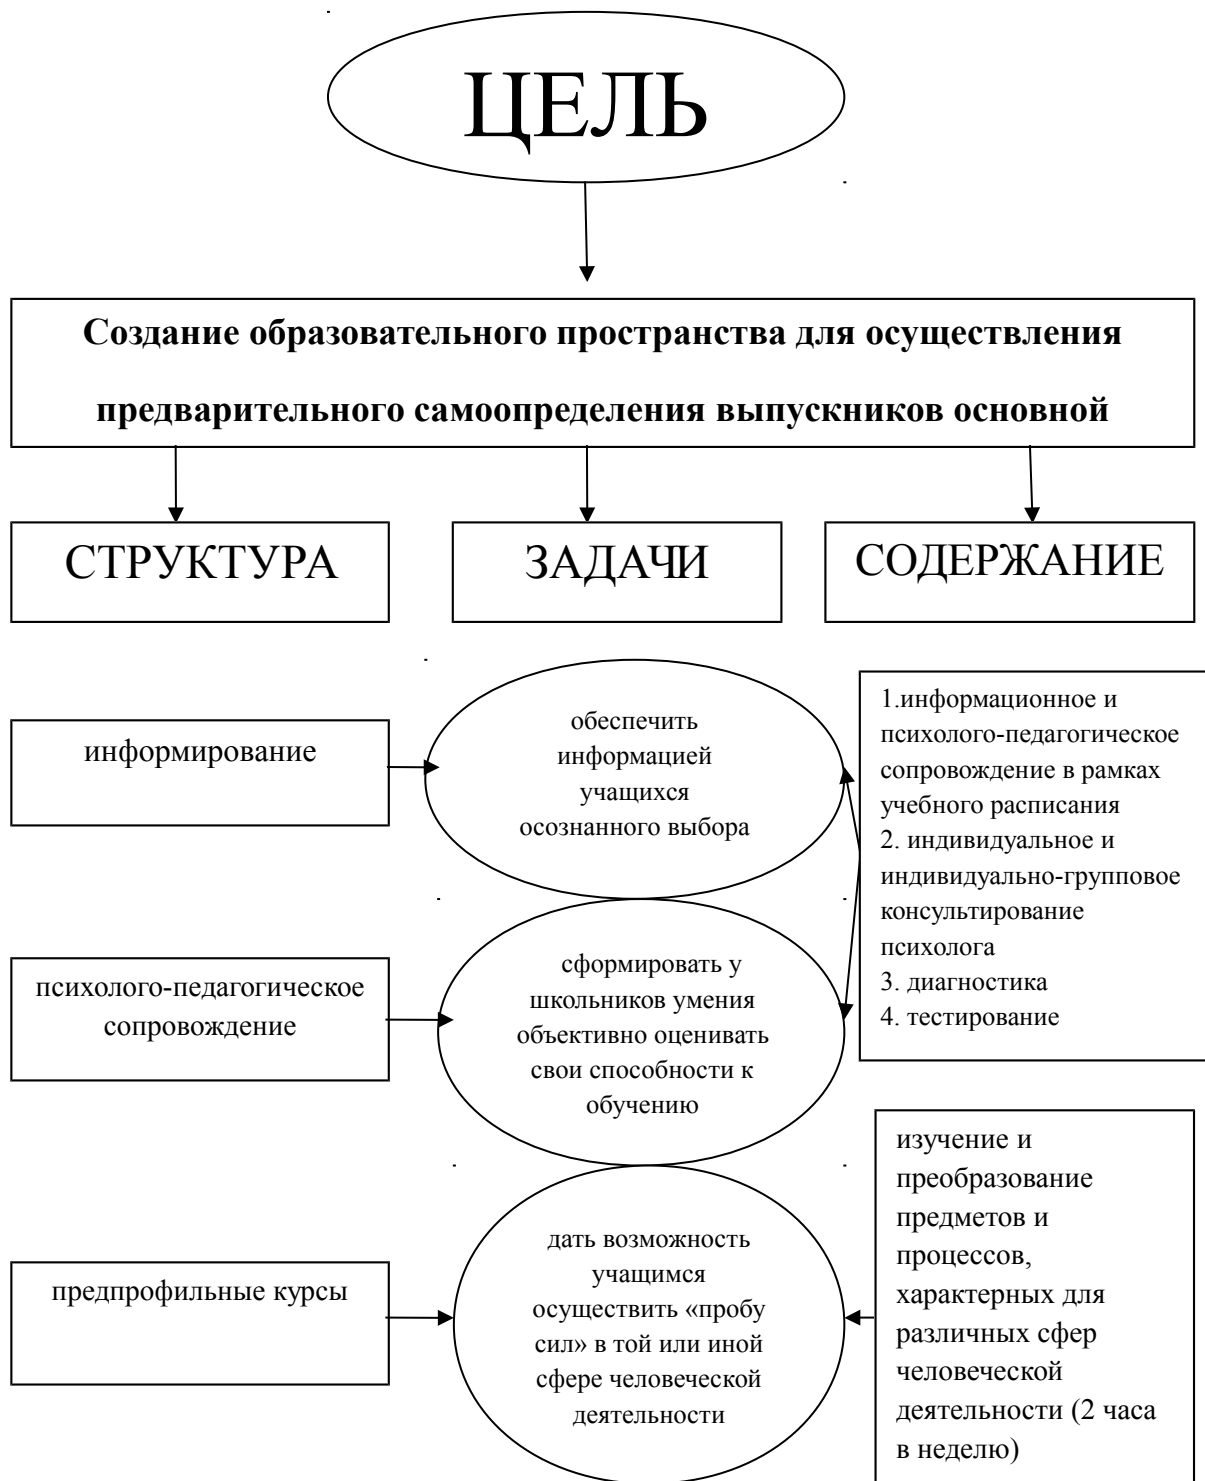 ЦЕЛЬ
Создание образовательного пространства для осуществления
предварительного самоопределения выпускников основной
СТРУКТУРА
ЗАДАЧИ
СОДЕРЖАНИЕ
информирование
обеспечить
информацией
учащихся
осознанного выбора
1.информационное и
психолого-педагогическое
сопровождение в рамках
учебного расписания
2. индивидуальное и
индивидуально-групповое
консультирование
психолога
3. диагностика
4. тестирование
психолого-педагогическое
сопровождение
сформировать у
школьников умения
объективно оценивать
свои способности к
обучению
предпрофильные курсы
дать возможность
учащимся
осуществить «пробу
сил» в той или иной
сфере человеческой
деятельности
изучение и
преобразование
предметов и
процессов,
характерных для
различных сфер
человеческой
деятельности (2 часа
в неделю)